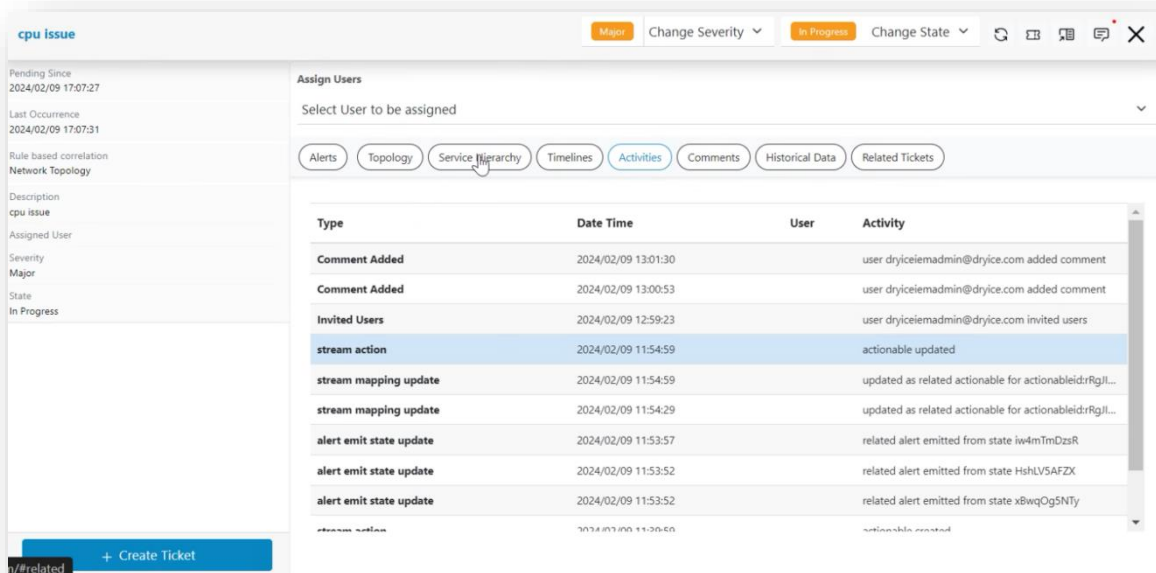 cpu issue
Major Change Severity In Progress Change State
Pending Since
2024/02/09 17:07:27
Last Occurrence
2024/02/09 17:07:31
Rule based correlation
Network Topology
Description
cpu issue
Assigned User
Severity
Major
State
In Progress
+ Create Ticket
n/#related
Assign Users
Select User to be assigned
Alerts Topology Service Hierarchy Timelines Activities Comments Historical Data Related Tickets
Type Date Time User Activity
Comment Added 2024/02/09 13:01:30 user dryiceiemadmin@dryice.com added comment
Comment Added 2024/02/09 13:00:53 user dryiceiemadmin@dryice.com added comment
Invited Users 2024/02/09 12:59:23 user dryiceiemadmin@dryice.com invited users
stream action 2024/02/09 11:54:59 actionable updated
stream mapping update 2024/02/09 11:54:59 updated as related actionable for actionableid:rRgJI...
stream mapping update 2024/02/09 11:54:29 updated as related actionable for actionableid:rRgJI...
alert emit state update 2024/02/09 11:53:57 related alert emitted from state iw4mTmDzsR
alert emit state update 2024/02/09 11:53:52 related alert emitted from state HshLV5AFZX
alert emit state update 2024/02/09 11:53:52 related alert emitted from state xBwqOg5NTy
stream action 2024/02/09 11:39:59 actionable created